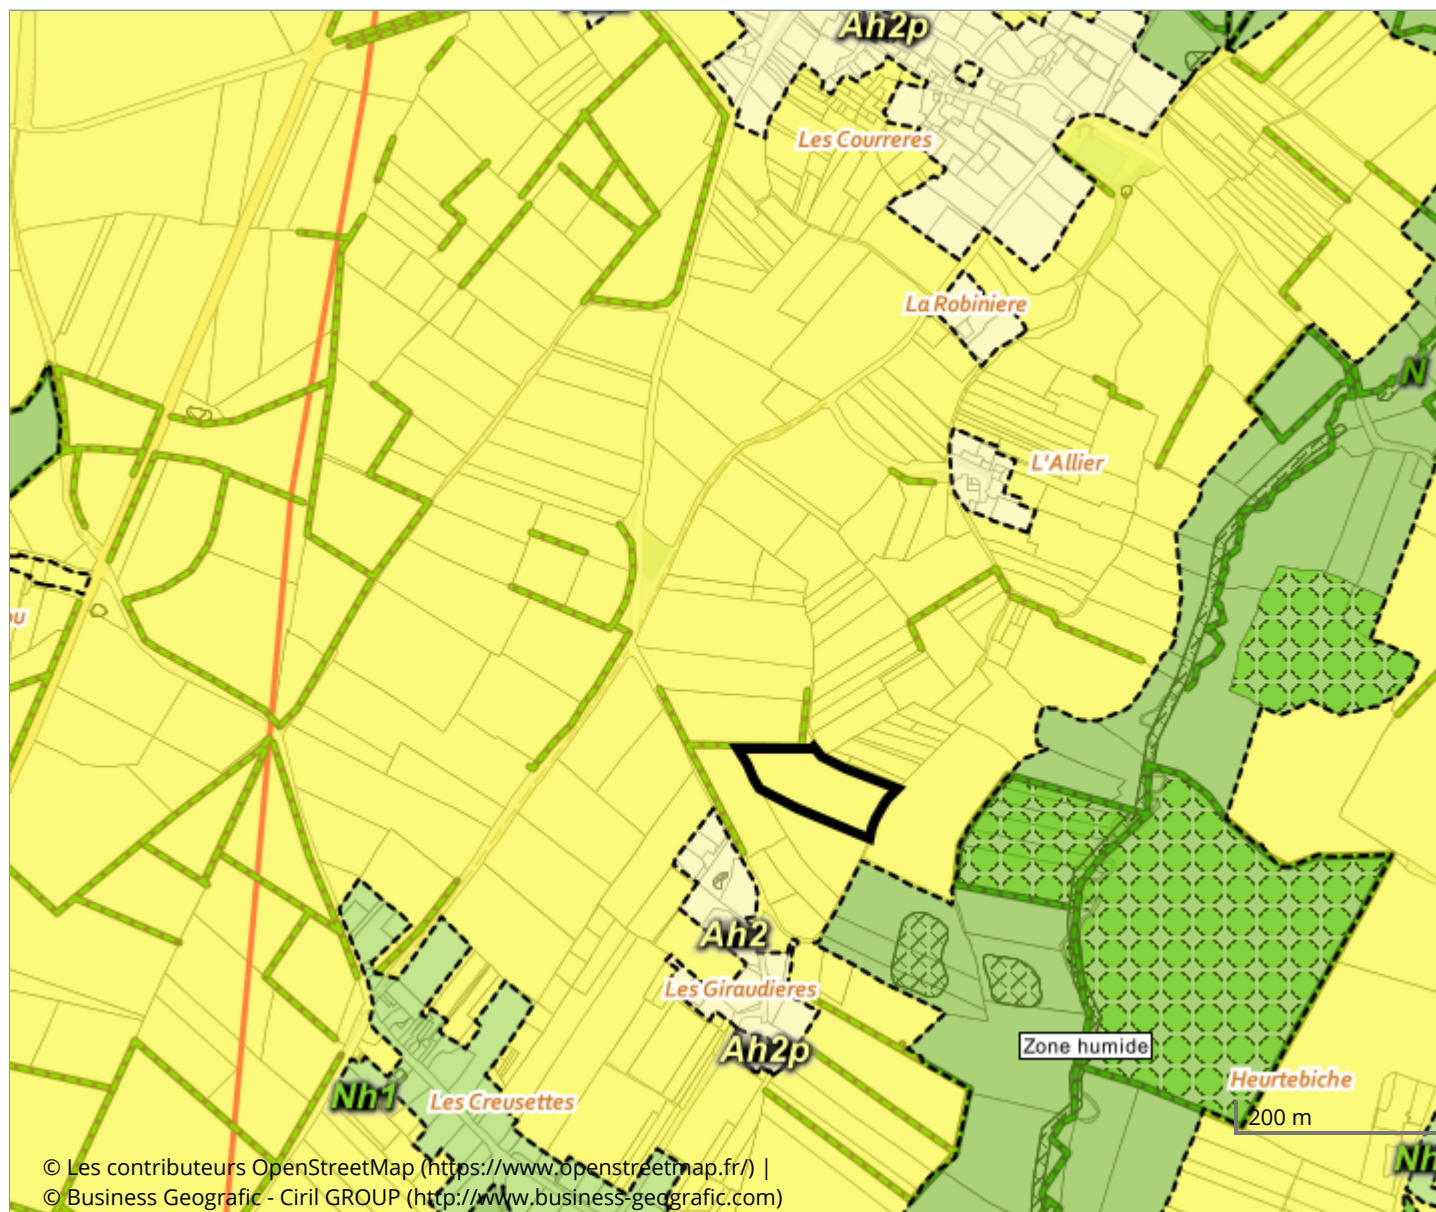 Ah2p
Les Courreres
La Robiniere
N
L'Allier
ou
Ah2
Les Giraudieres
Zone humide
Ah2p
Heurtebiche
Nh1
Les Creusettes
200 m
Nh
© Les contributeurs OpenStreetMap (https://www.openstreetmap.fr/) |
© Business Geografic - Ciril GROUP (http://www.business-geografic.com)